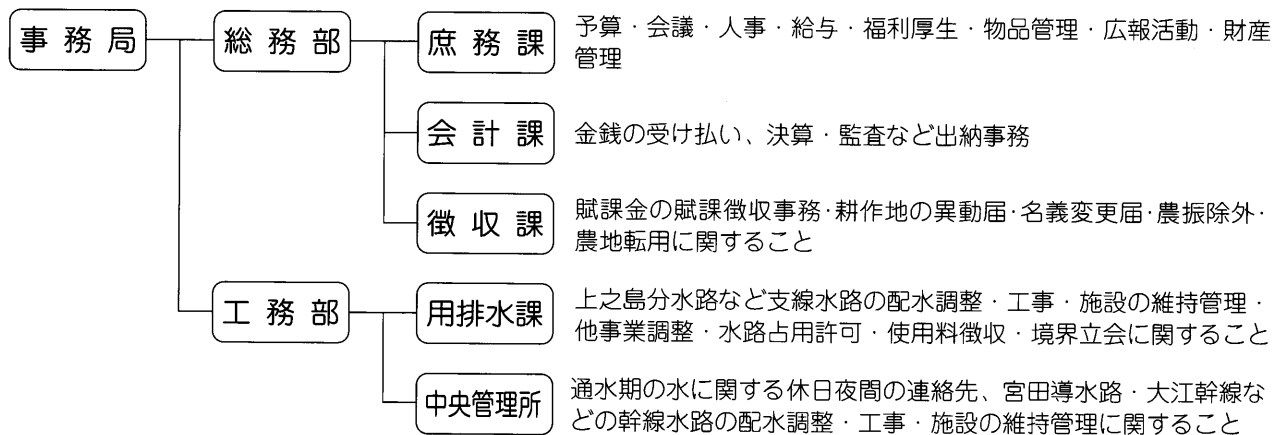 事務局
総務部
庶務課
予算・会議・人事・給与・福利厚生・物品管理・広報活動・財産
管理
会計課
金銭の受け払い、決算・監査など出納事務
徴収課
賦課金の賦課徴収事務・耕作地の異動届・名義変更届・農振除外・
農地転用に関すること
工務部
用排水課
上之島分水路など支線水路の配水調整・工事・施設の維持管理・
他事業調整・水路占用許可・使用料徴収・境界立会に関すること
中央管理所
通水期の水に関する休日夜間の連絡先、宮田導水路・大江幹線な
どの幹線水路の配水調整・工事・施設の維持管理に関すること